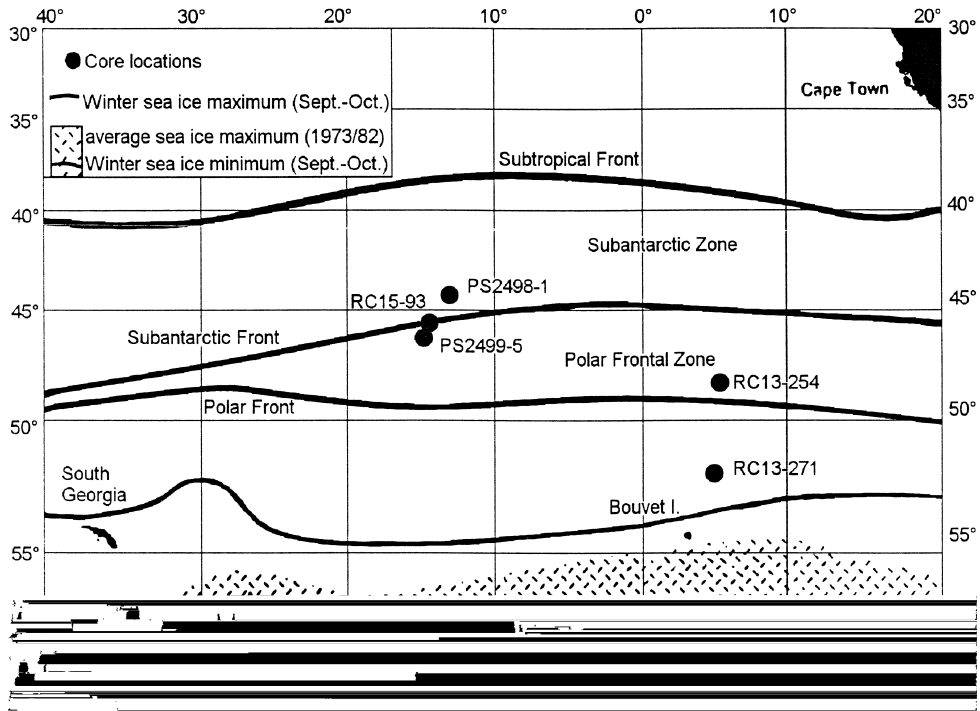 40° 30° 20° 10° 0° 10° 20°
30° 30°
Core locations
Winter sea ice maximum (Sept.-Oct.)
average sea ice maximum (1973/82)
Winter sea ice minimum (Sept.-Oct.)
Cape Town
35° 35°
Subtropical Front
40° 40°
Subantarctic Zone
PS2498-1
RC15-93
45° 45°
Subantarctic Front
PS2499-5
Polar Frontal Zone
RC13-254
Polar Front
50° 50°
RC13-271
South
Georgia
Bouvet I.
55° 55°